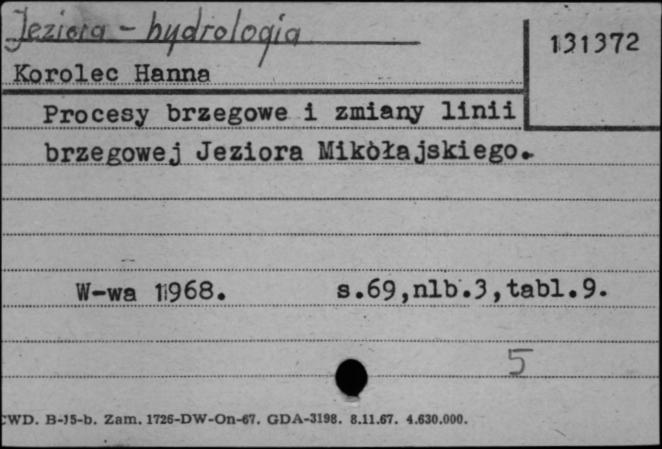 Jeziora - hydrologia
131372
Korolec Hanna
Procesy brzegowe i zmiany linii
brzegowej Jeziora Mikołajskiego.
W-wa 1968. s.69,nlb.3,tabl.9.
5
CWD. B-15-b. Zam. 1726-DW-On-67. GDA-3198. 8.11.67. 4.630.000.